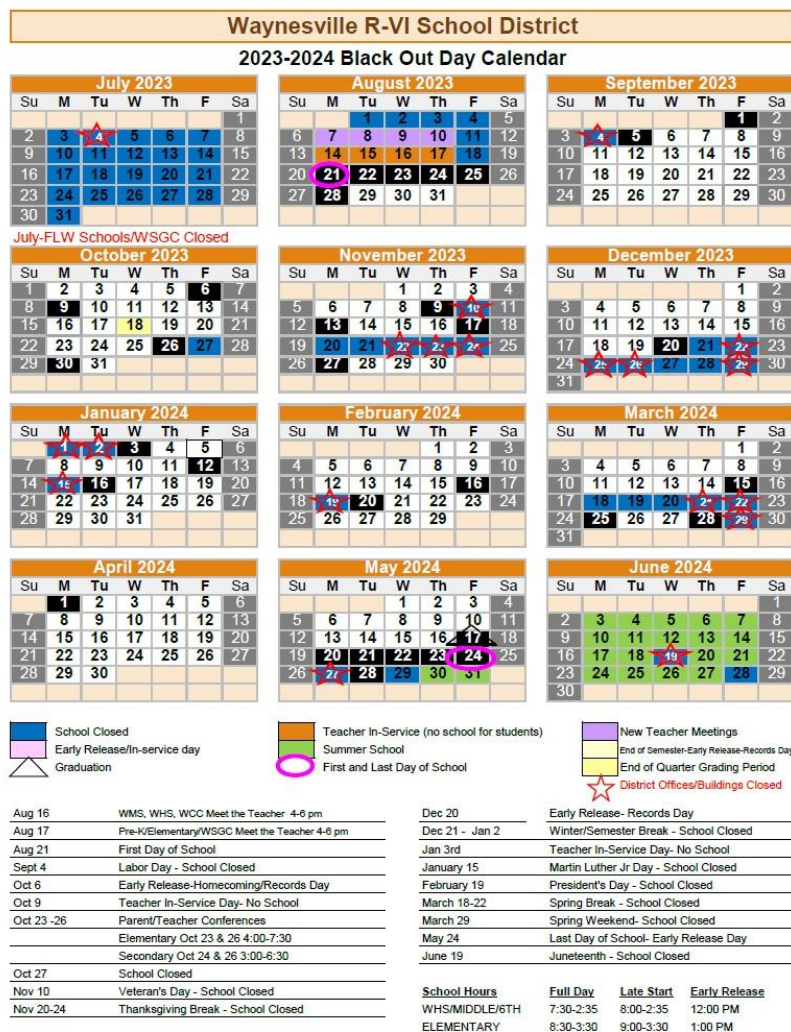 Waynesville R-VI School District
2023-2024 Black Out Day Calendar
July 2023
Su M Tu W Th F Sa
1
2 3 4 5 6 7 8
9 10 11 12 13 14 15
16 17 18 19 20 21 22
23 24 25 26 27 28 29
30 31
July-FLW Schools/WSGC Closed
August 2023
Su M Tu W Th F Sa
1 2 3 4 5
6 7 8 9 10 11 12
13 14 15 16 17 18 19
20 21 22 23 24 25 26
27 28 29 30 31
September 2023
Su M Tu W Th F Sa
1 2
3 4 5 6 7 8 9
10 11 12 13 14 15 16
17 18 19 20 21 22 23
24 25 26 27 28 29 30
October 2023
Su M Tu W Th F Sa
1 2 3 4 5 6 7
8 9 10 11 12 13 14
15 16 17 18 19 20 21
22 23 24 25 26 27 28
29 30 31
November 2023
Su M Tu W Th F Sa
1 2 3 4
5 6 7 8 9 10 11
12 13 14 15 16 17 18
19 20 21 22 23 24 25
26 27 28 29 30
December 2023
Su M Tu W Th F Sa
1 2
3 4 5 6 7 8 9
10 11 12 13 14 15 16
17 18 19 20 21 22 23
24 25 26 27 28 29 30
31
January 2024
Su M Tu W Th F Sa
1 2 3 4 5 6
7 8 9 10 11 12 13
14 15 16 17 18 19 20
21 22 23 24 25 26 27
28 29 30 31
February 2024
Su M Tu W Th F Sa
1 2 3
4 5 6 7 8 9 10
11 12 13 14 15 16 17
18 19 20 21 22 23 24
25 26 27 28 29
March 2024
Su M Tu W Th F Sa
1 2
3 4 5 6 7 8 9
10 11 12 13 14 15 16
17 18 19 20 21 22 23
24 25 26 27 28 29 30
31
April 2024
Su M Tu W Th F Sa
1 2 3 4 5 6
7 8 9 10 11 12 13
14 15 16 17 18 19 20
21 22 23 24 25 26 27
28 29 30
May 2024
Su M Tu W Th F Sa
1 2 3 4
5 6 7 8 9 10 11
12 13 14 15 16 17 18
19 20 21 22 23 24 25
26 27 28 29 30 31
June 2024
Su M Tu W Th F Sa
1
2 3 4 5 6 7 8
9 10 11 12 13 14 15
16 17 18 19 20 21 22
23 24 25 26 27 28 29
30
School Closed
Early Release/In-service day
Graduation
Teacher In-Service (no school for students)
Summer School
First and Last Day of School
New Teacher Meetings
End of Semester-Early Release-Records Day
End of Quarter Grading Period
District Offices/Buildings Closed
Aug 16 WMS, WHS, WCC Meet the Teacher 4-6 pm
Aug 17 Pre-K/Elementary/WSGC Meet the Teacher 4-6 pm
Aug 21 First Day of School
Sept 4 Labor Day - School Closed
Oct 6 Early Release-Homecoming/Records Day
Oct 9 Teacher In-Service Day- No School
Oct 23 -26 Parent/Teacher Conferences
Elementary Oct 23 & 26 4:00-7:30
Secondary Oct 24 & 26 3:00-6:30
Oct 27 School Closed
Nov 10 Veteran's Day - School Closed
Nov 20-24 Thanksgiving Break - School Closed
Dec 20 Early Release- Records Day
Dec 21 - Jan 2 Winter/Semester Break - School Closed
Jan 3rd Teacher In-Service Day- No School
January 15 Martin Luther Jr Day - School Closed
February 19 President's Day - School Closed
March 18-22 Spring Break - School Closed
March 29 Spring Weekend- School Closed
May 24 Last Day of School- Early Release Day
June 19 Juneteenth - School Closed
School Hours Full Day Late Start Early Release
WHS/MIDDLE/6TH 7:30-2:35 8:00-2:35 12:00 PM
ELEMENTARY 8:30-3:30 9:00-3:30 1:00 PM